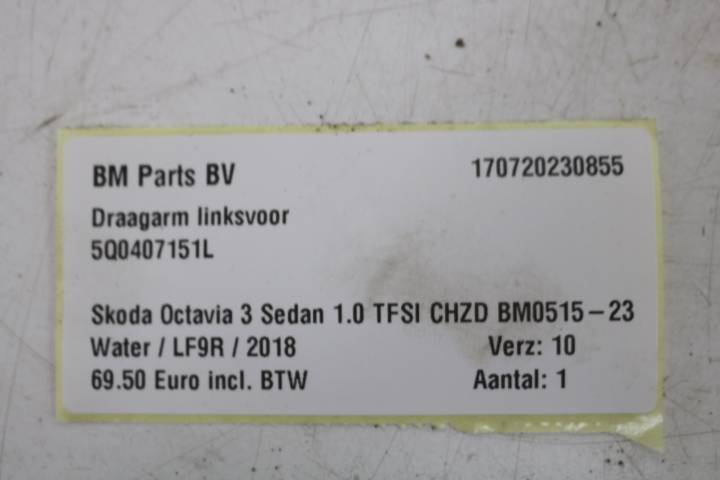 BM Parts BV 170720230855
Draagarm linksvoor
5Q0407151L
Skoda Octavia 3 Sedan 1.0 TFSI CHZD BM0515-23
Water / LF9R / 2018 Verz: 10
69.50 Euro incl. BTW Aantal: 1